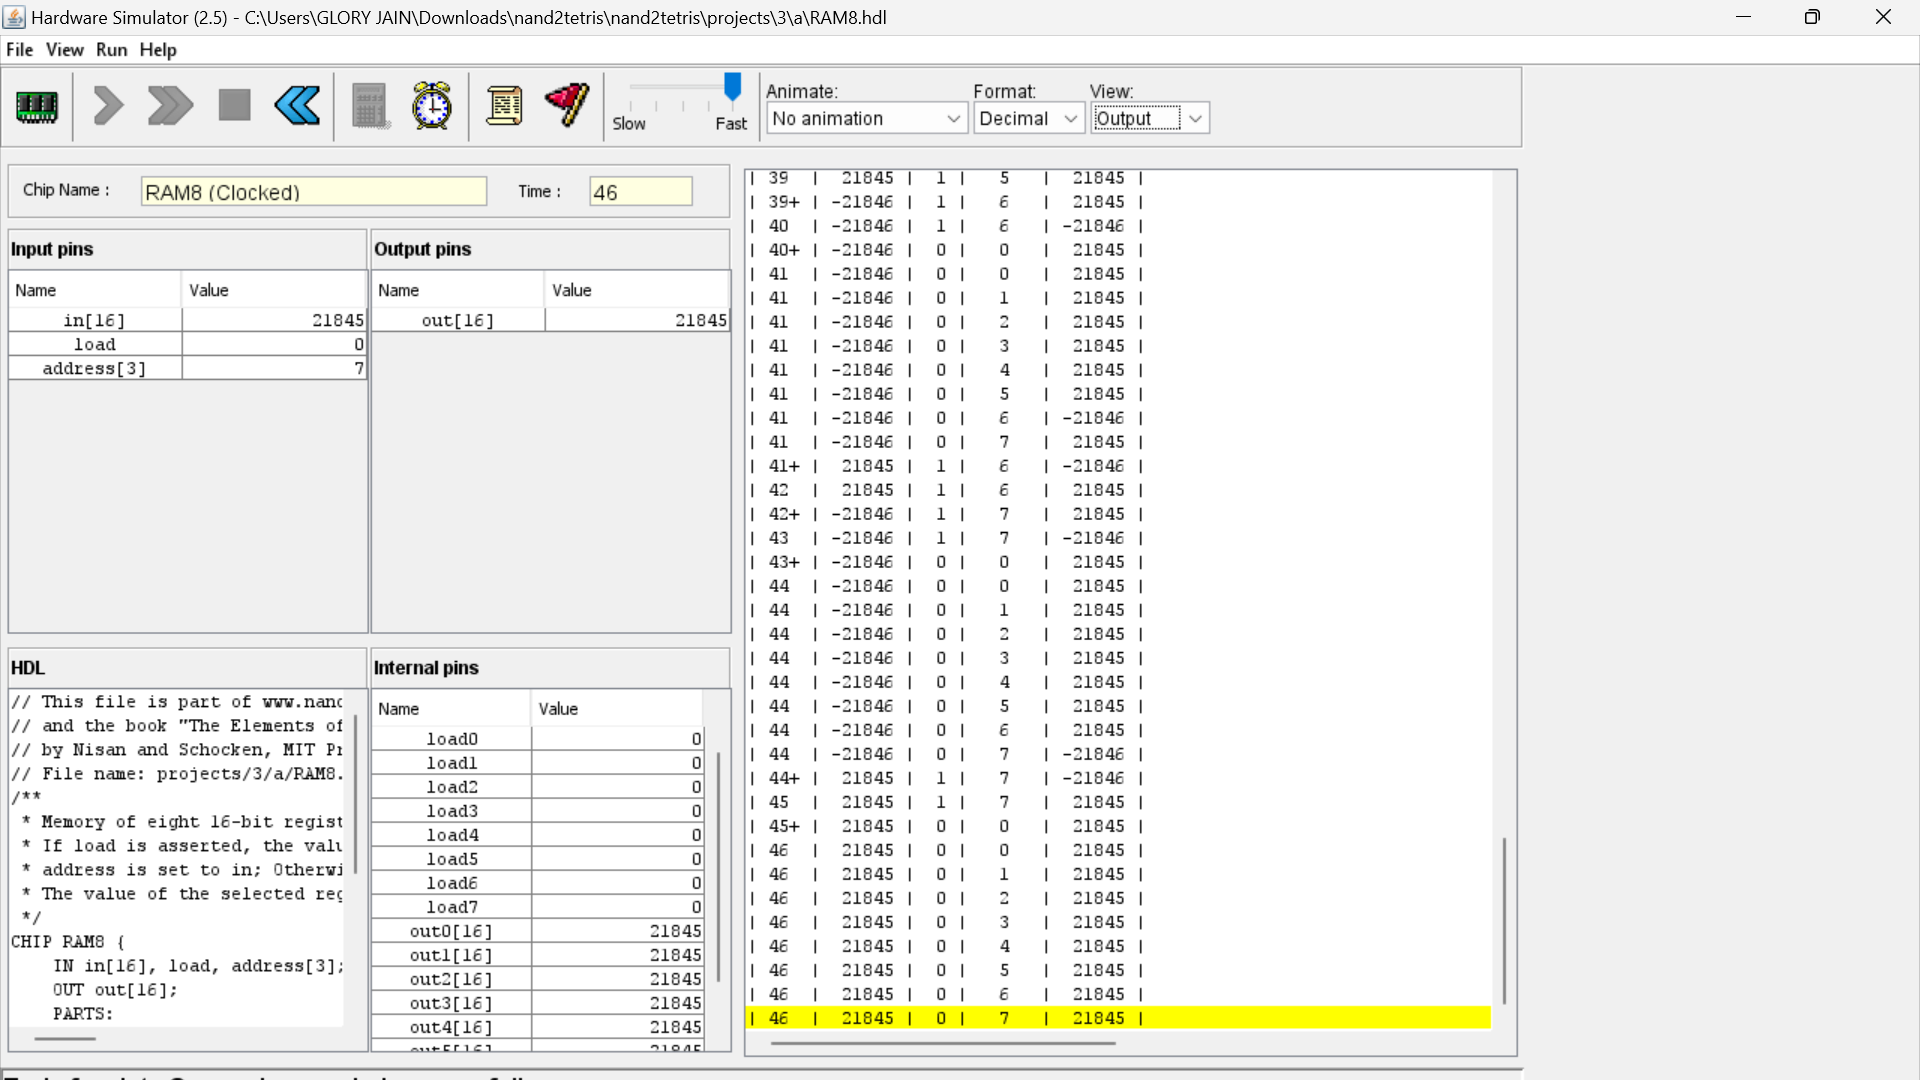 Hardware Simulator (2.5) - C:\Users\GLORY JAIN\Downloads\nand2tetris\nand2tetris\projects\3\a\RAM8.hdl
File View Run Help
Slow Fast
Animate: Format: View:
No animation Decimal Output
Chip Name : RAM8 (Clocked) Time : 46
Input pins
Name Value
in[16] 21845
load 0
address[3] 7
Output pins
Name Value
out[16] 21845
HDL
// This file is part of www.nand
// and the book "The Elements of
// by Nisan and Schocken, MIT Pr
// File name: projects/3/a/RAM8.
/**
* Memory of eight 16-bit regist
* If load is asserted, the valu
* address is set to in; Otherwi
* The value of the selected reg
*/
CHIP RAM8 {
IN in[16], load, address[3];
OUT out[16];
PARTS:
Internal pins
Name Value
load0 0
load1 0
load2 0
load3 0
load4 0
load5 0
load6 0
load7 0
out0[16] 21845
out1[16] 21845
out2[16] 21845
out3[16] 21845
out4[16] 21845
out5[16] 21845
| 39 | 21845 | 1 | 5 | 21845 |
| 39+ | -21846 | 1 | 6 | 21845 |
| 40 | -21846 | 1 | 6 | -21846 |
| 40+ | -21846 | 0 | 0 | 21845 |
| 41 | -21846 | 0 | 0 | 21845 |
| 41 | -21846 | 0 | 1 | 21845 |
| 41 | -21846 | 0 | 2 | 21845 |
| 41 | -21846 | 0 | 3 | 21845 |
| 41 | -21846 | 0 | 4 | 21845 |
| 41 | -21846 | 0 | 5 | 21845 |
| 41 | -21846 | 0 | 6 | -21846 |
| 41 | -21846 | 0 | 7 | 21845 |
| 41+ | 21845 | 1 | 6 | -21846 |
| 42 | 21845 | 1 | 6 | 21845 |
| 42+ | -21846 | 1 | 7 | 21845 |
| 43 | -21846 | 1 | 7 | -21846 |
| 43+ | -21846 | 0 | 0 | 21845 |
| 44 | -21846 | 0 | 0 | 21845 |
| 44 | -21846 | 0 | 1 | 21845 |
| 44 | -21846 | 0 | 2 | 21845 |
| 44 | -21846 | 0 | 3 | 21845 |
| 44 | -21846 | 0 | 4 | 21845 |
| 44 | -21846 | 0 | 5 | 21845 |
| 44 | -21846 | 0 | 6 | 21845 |
| 44 | -21846 | 0 | 7 | -21846 |
| 44+ | 21845 | 1 | 7 | -21846 |
| 45 | 21845 | 1 | 7 | 21845 |
| 45+ | 21845 | 0 | 0 | 21845 |
| 46 | 21845 | 0 | 0 | 21845 |
| 46 | 21845 | 0 | 1 | 21845 |
| 46 | 21845 | 0 | 2 | 21845 |
| 46 | 21845 | 0 | 3 | 21845 |
| 46 | 21845 | 0 | 4 | 21845 |
| 46 | 21845 | 0 | 5 | 21845 |
| 46 | 21845 | 0 | 6 | 21845 |
| 46 | 21845 | 0 | 7 | 21845 |